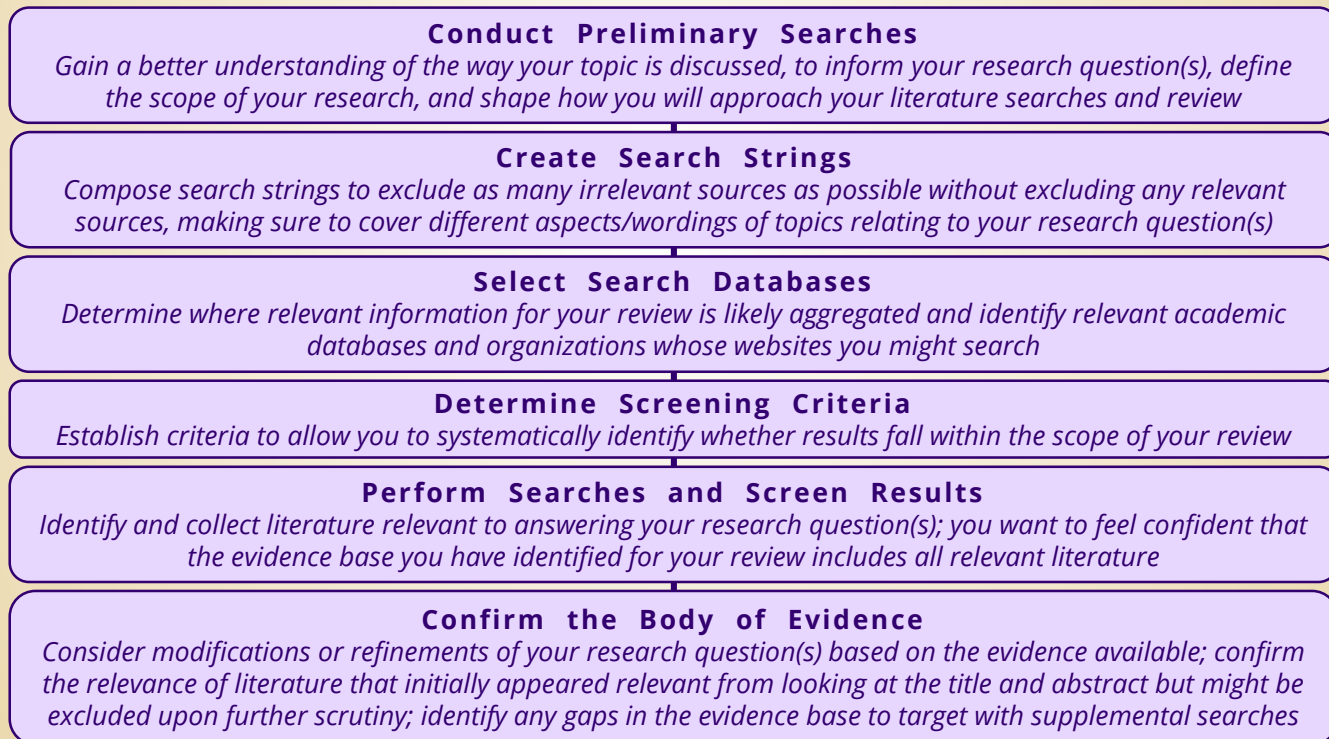 Conduct Preliminary Searches
Gain a better understanding of the way your topic is discussed, to inform your research question(s), define
the scope of your research, and shape how you will approach your literature searches and review
Create Search Strings
Compose search strings to exclude as many irrelevant sources as possible without excluding any relevant
sources, making sure to cover different aspects/wordings of topics relating to your research question(s)
Select Search Databases
Determine where relevant information for your review is likely aggregated and identify relevant academic
databases and organizations whose websites you might search
Determine Screening Criteria
Establish criteria to allow you to systematically identify whether results fall within the scope of your review
Perform Searches and Screen Results
Identify and collect literature relevant to answering your research question(s); you want to feel confident that
the evidence base you have identified for your review includes all relevant literature
Confirm the Body of Evidence
Consider modifications or refinements of your research question(s) based on the evidence available; confirm
the relevance of literature that initially appeared relevant from looking at the title and abstract but might be
excluded upon further scrutiny; identify any gaps in the evidence base to target with supplemental searches